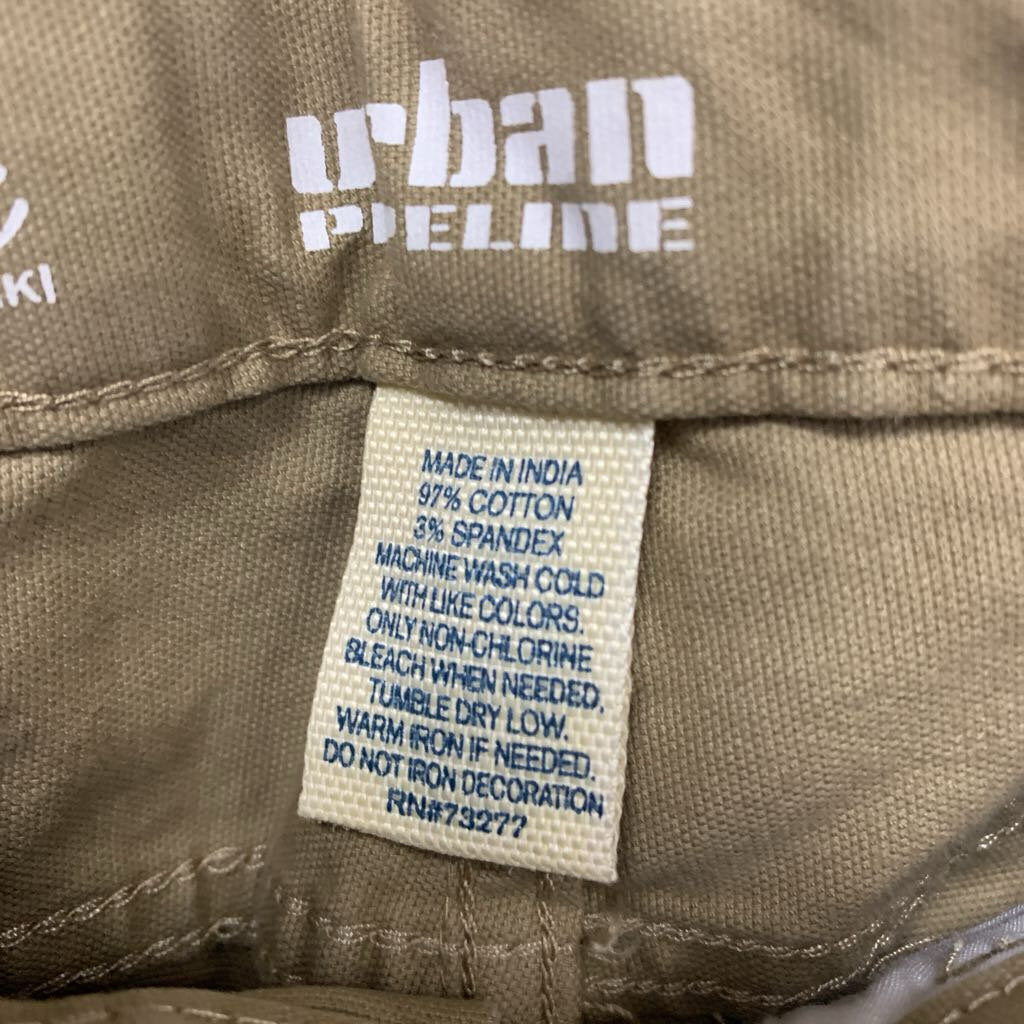 urban
PIPELINE
KI
MADE IN INDIA
97% COTTON
3% SPANDEX
MACHINE WASH COLD
WITH LIKE COLORS.
ONLY NON-CHLORINE
BLEACH WHEN NEEDED.
TUMBLE DRY LOW.
WARM IRON IF NEEDED.
DO NOT IRON DECORATION
RN#73277